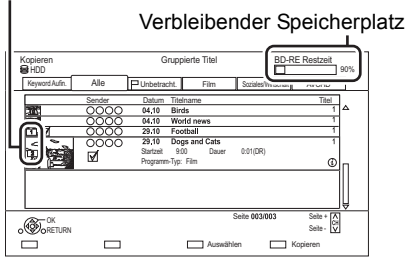 Verbleibender Speicherplatz
Kopieren
HDD
Gruppierte Titel
BD-RE Restzeit
90%
Keyword Aufn. Alle Unbetracht. Film Soziales/Wirtschaft AVCHD
Sender Datum Titelname Titel
04.10 Birds 1
04.10 World news 1
29.10 Football 1
29.10 Dogs and Cats 1
Startzeit 9:00 Dauer 0:01(DR)
Programm-Typ: Film
OK
RETURN
Seite 003/003
Seite +
CH
Seite -
Auswählen Kopieren